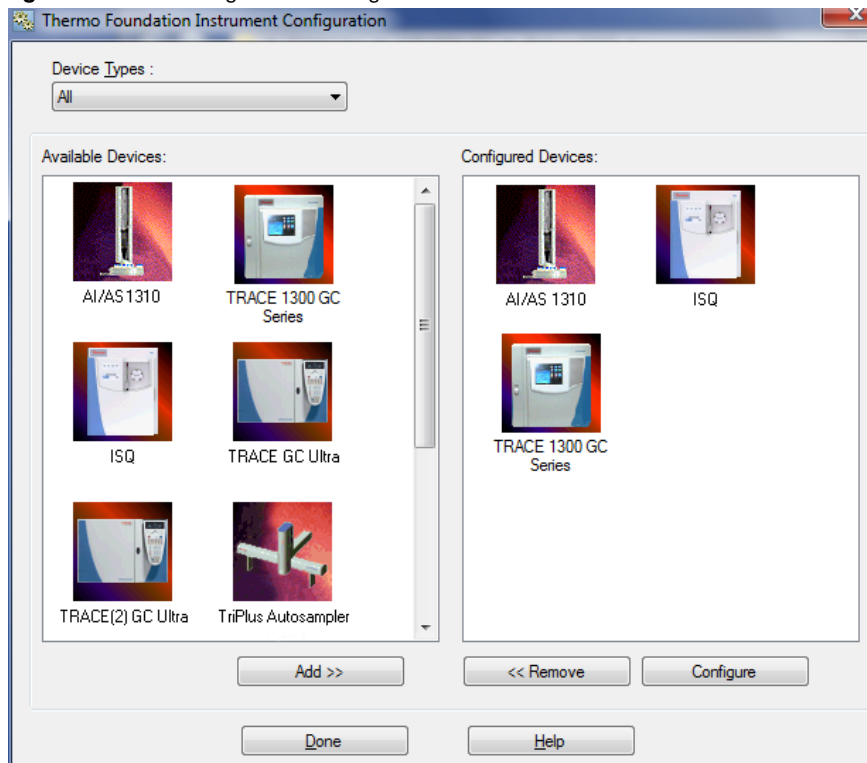 Thermo Foundation Instrument Configuration
Device Types :
All
Available Devices:
AI/AS 1310
TRACE 1300 GC
Series
ISQ
TRACE GC Ultra
TRACE(2) GC Ultra
TriPlus Autosampler
Add >>
Configured Devices:
AI/AS 1310
ISQ
TRACE 1300 GC
Series
<< Remove
Configure
Done
Help